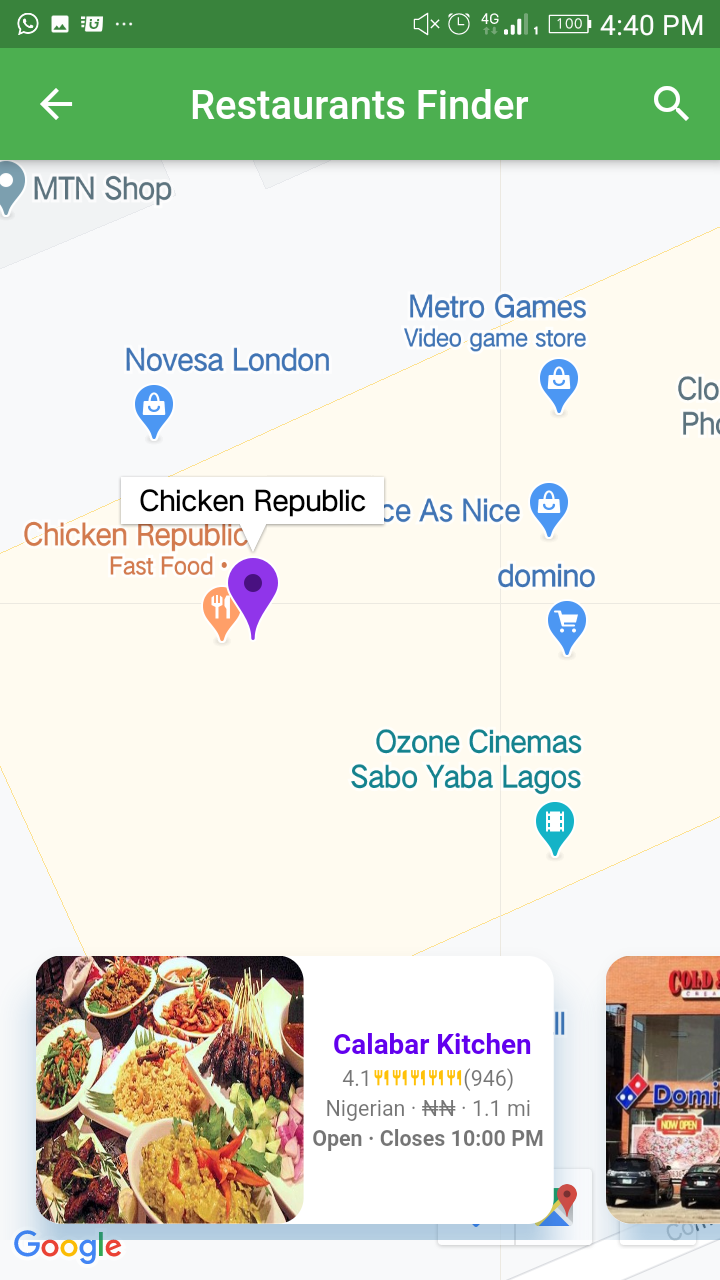 4G
1
100
4:40 PM
Restaurants Finder
MTN Shop
Metro Games
Video game store
Novesa London
Clo
Pho
Chicken Republic
ce As Nice
Chicken Republic
Fast Food •
domino
Ozone Cinemas
Sabo Yaba Lagos
COLD
Calabar Kitchen
ll
4.1(946)
Nigerian · ₦₦ · 1.1 mi
Domi
Open · Closes 10:00 PM
NOW OPEN
Google